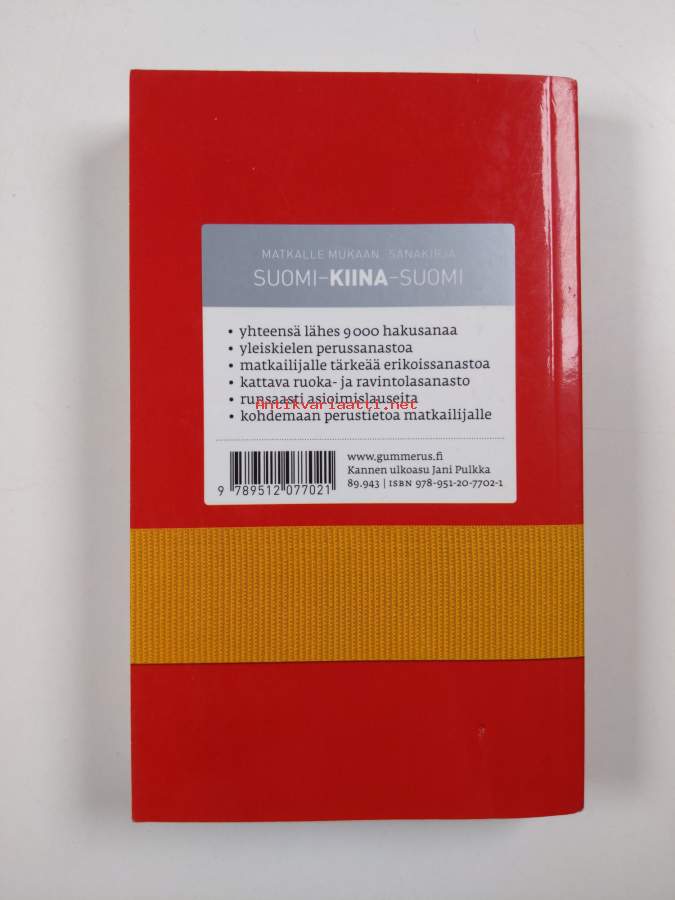 MATKALLE MUKAAN -SANAKIRJA
SUOMI–KIINA–SUOMI
• yhteensä lähes 9000 hakusanaa
• yleiskielen perussanastoa
• matkailijalle tärkeää erikoissanastoa
• kattava ruoka- ja ravintolasanasto
• runsaasti asioimislauseita
Antikvariaatti.net
• kohdemaan perustietoa matkailijalle
www.gummerus.fi
Kannen ulkoasu Jani Pulkka
89.943 | ISBN 978-951-20-7702-1
9 789512 077021